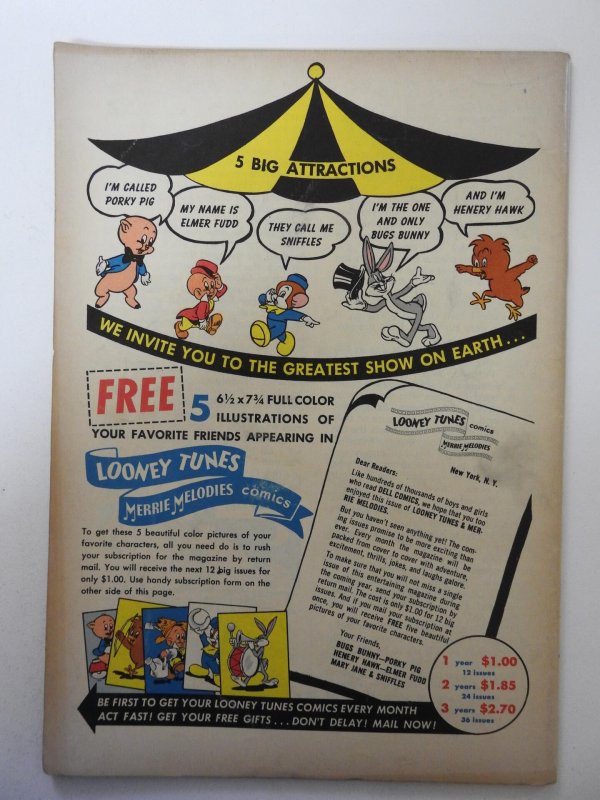 5 BIG ATTRACTIONS
I'M CALLED
PORKY PIG
MY NAME IS
ELMER FUDD
THEY CALL ME
SNIFFLES
I'M THE ONE
AND ONLY
BUGS BUNNY
AND I'M
HENERY HAWK
WE INVITE YOU TO THE GREATEST SHOW ON EARTH...
FREE 5 6½ x 7¾ FULL COLOR
ILLUSTRATIONS OF
YOUR FAVORITE FRIENDS APPEARING IN
LOONEY TUNES
MERRIE MELODIES comics
To get these 5 beautiful color pictures of your
favorite characters, all you need do is to rush
your subscription for the magazine by return
mail. You will receive the next 12 big issues for
only $1.00. Use handy subscription form on the
other side of this page.
LOONEY TUNES comics
MERRIE MELODIES
New York, N. Y.
Dear Readers:
Like hundreds of thousands of boys and girls
who read DELL COMICS, we hope that you too
enjoyed this issue of LOONEY TUNES & MER-
RIE MELODIES.
But you haven't seen anything yet! The com-
ing issues promise to be more exciting than
ever. Every month the magazine will be
packed from cover to cover with adventure,
excitement, thrills, jokes, and laughs galore.
To make sure that you will not miss a single
issue of this entertaining magazine during
the coming year, send your subscription by
return mail. The cost is only $1.00 for 12 big
issues. And if you mail your subscription at
once, you will receive FREE five beautiful
pictures of your favorite characters.
Your Friends,
BUGS BUNNY—PORKY PIG
HENERY HAWK—ELMER FUDD
MARY JANE & SNIFFLES
1 year $1.00
12 issues
2 years $1.85
24 issues
3 years $2.70
36 issues
BE FIRST TO GET YOUR LOONEY TUNES COMICS EVERY MONTH
ACT FAST! GET YOUR FREE GIFTS... DON'T DELAY! MAIL NOW!